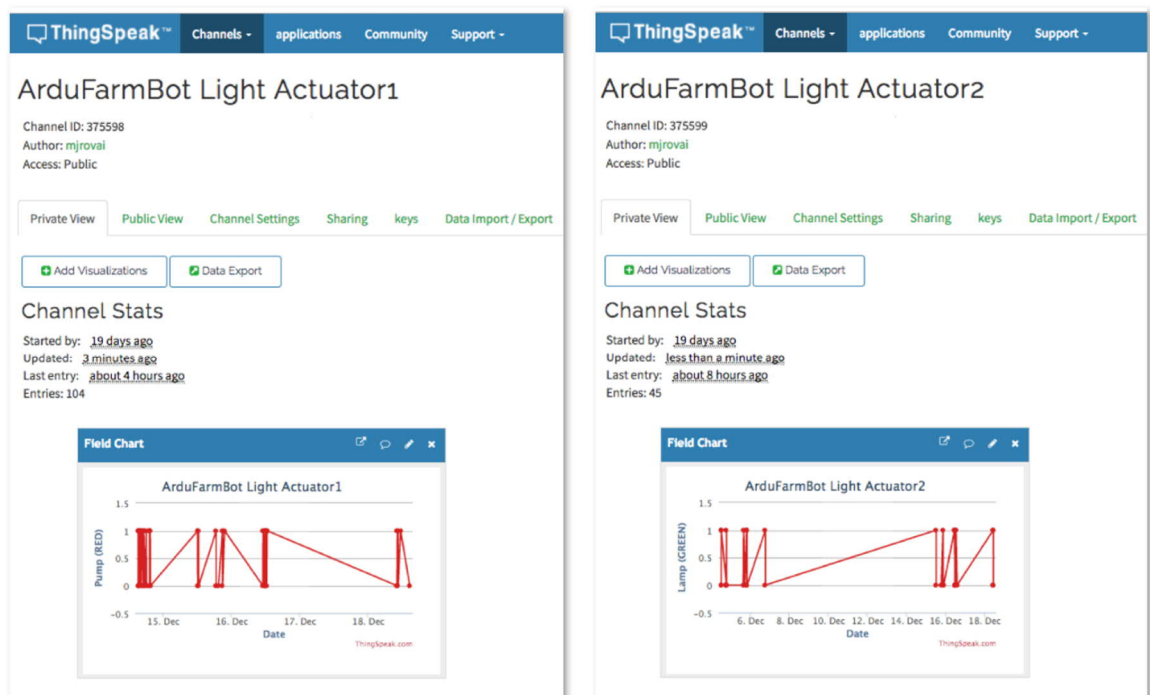 ThingSpeak™ Channels - applications Community Support -
ArduFarmBot Light Actuator1
Channel ID: 375598
Author: mjrovai
Access: Public
Private View Public View Channel Settings Sharing keys Data Import / Export
Add Visualizations Data Export
Channel Stats
Started by: 19 days ago
Updated: 3 minutes ago
Last entry: about 4 hours ago
Entries: 104
Field Chart
ArduFarmBot Light Actuator1
1.5
1
0.5
0
-0.5
Pump (RED)
15. Dec 16. Dec 17. Dec 18. Dec
Date
ThingSpeak.com
ThingSpeak™ Channels - applications Community Support -
ArduFarmBot Light Actuator2
Channel ID: 375599
Author: mjrovai
Access: Public
Private View Public View Channel Settings Sharing keys Data Import / Export
Add Visualizations Data Export
Channel Stats
Started by: 19 days ago
Updated: less than a minute ago
Last entry: about 8 hours ago
Entries: 45
Field Chart
ArduFarmBot Light Actuator2
1.5
1
0.5
0
-0.5
Lamp (GREEN)
6. Dec 8. Dec 10. Dec 12. Dec 14. Dec 16. Dec 18. Dec
Date
ThingSpeak.com